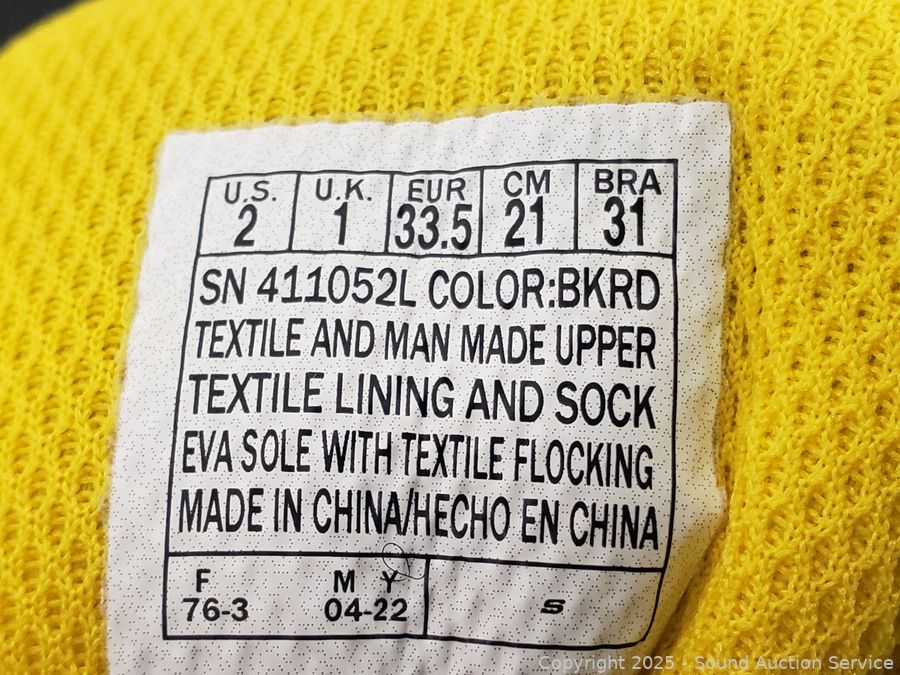 U.S. U.K. EUR CM BRA
2 1 33.5 21 31
SN 411052L COLOR:BKRD
TEXTILE AND MAN MADE UPPER
TEXTILE LINING AND SOCK
EVA SOLE WITH TEXTILE FLOCKING
MADE IN CHINA/HECHO EN CHINA
F M Y
76-3 04-22 S
Copyright 2025 - Sound Auction Service